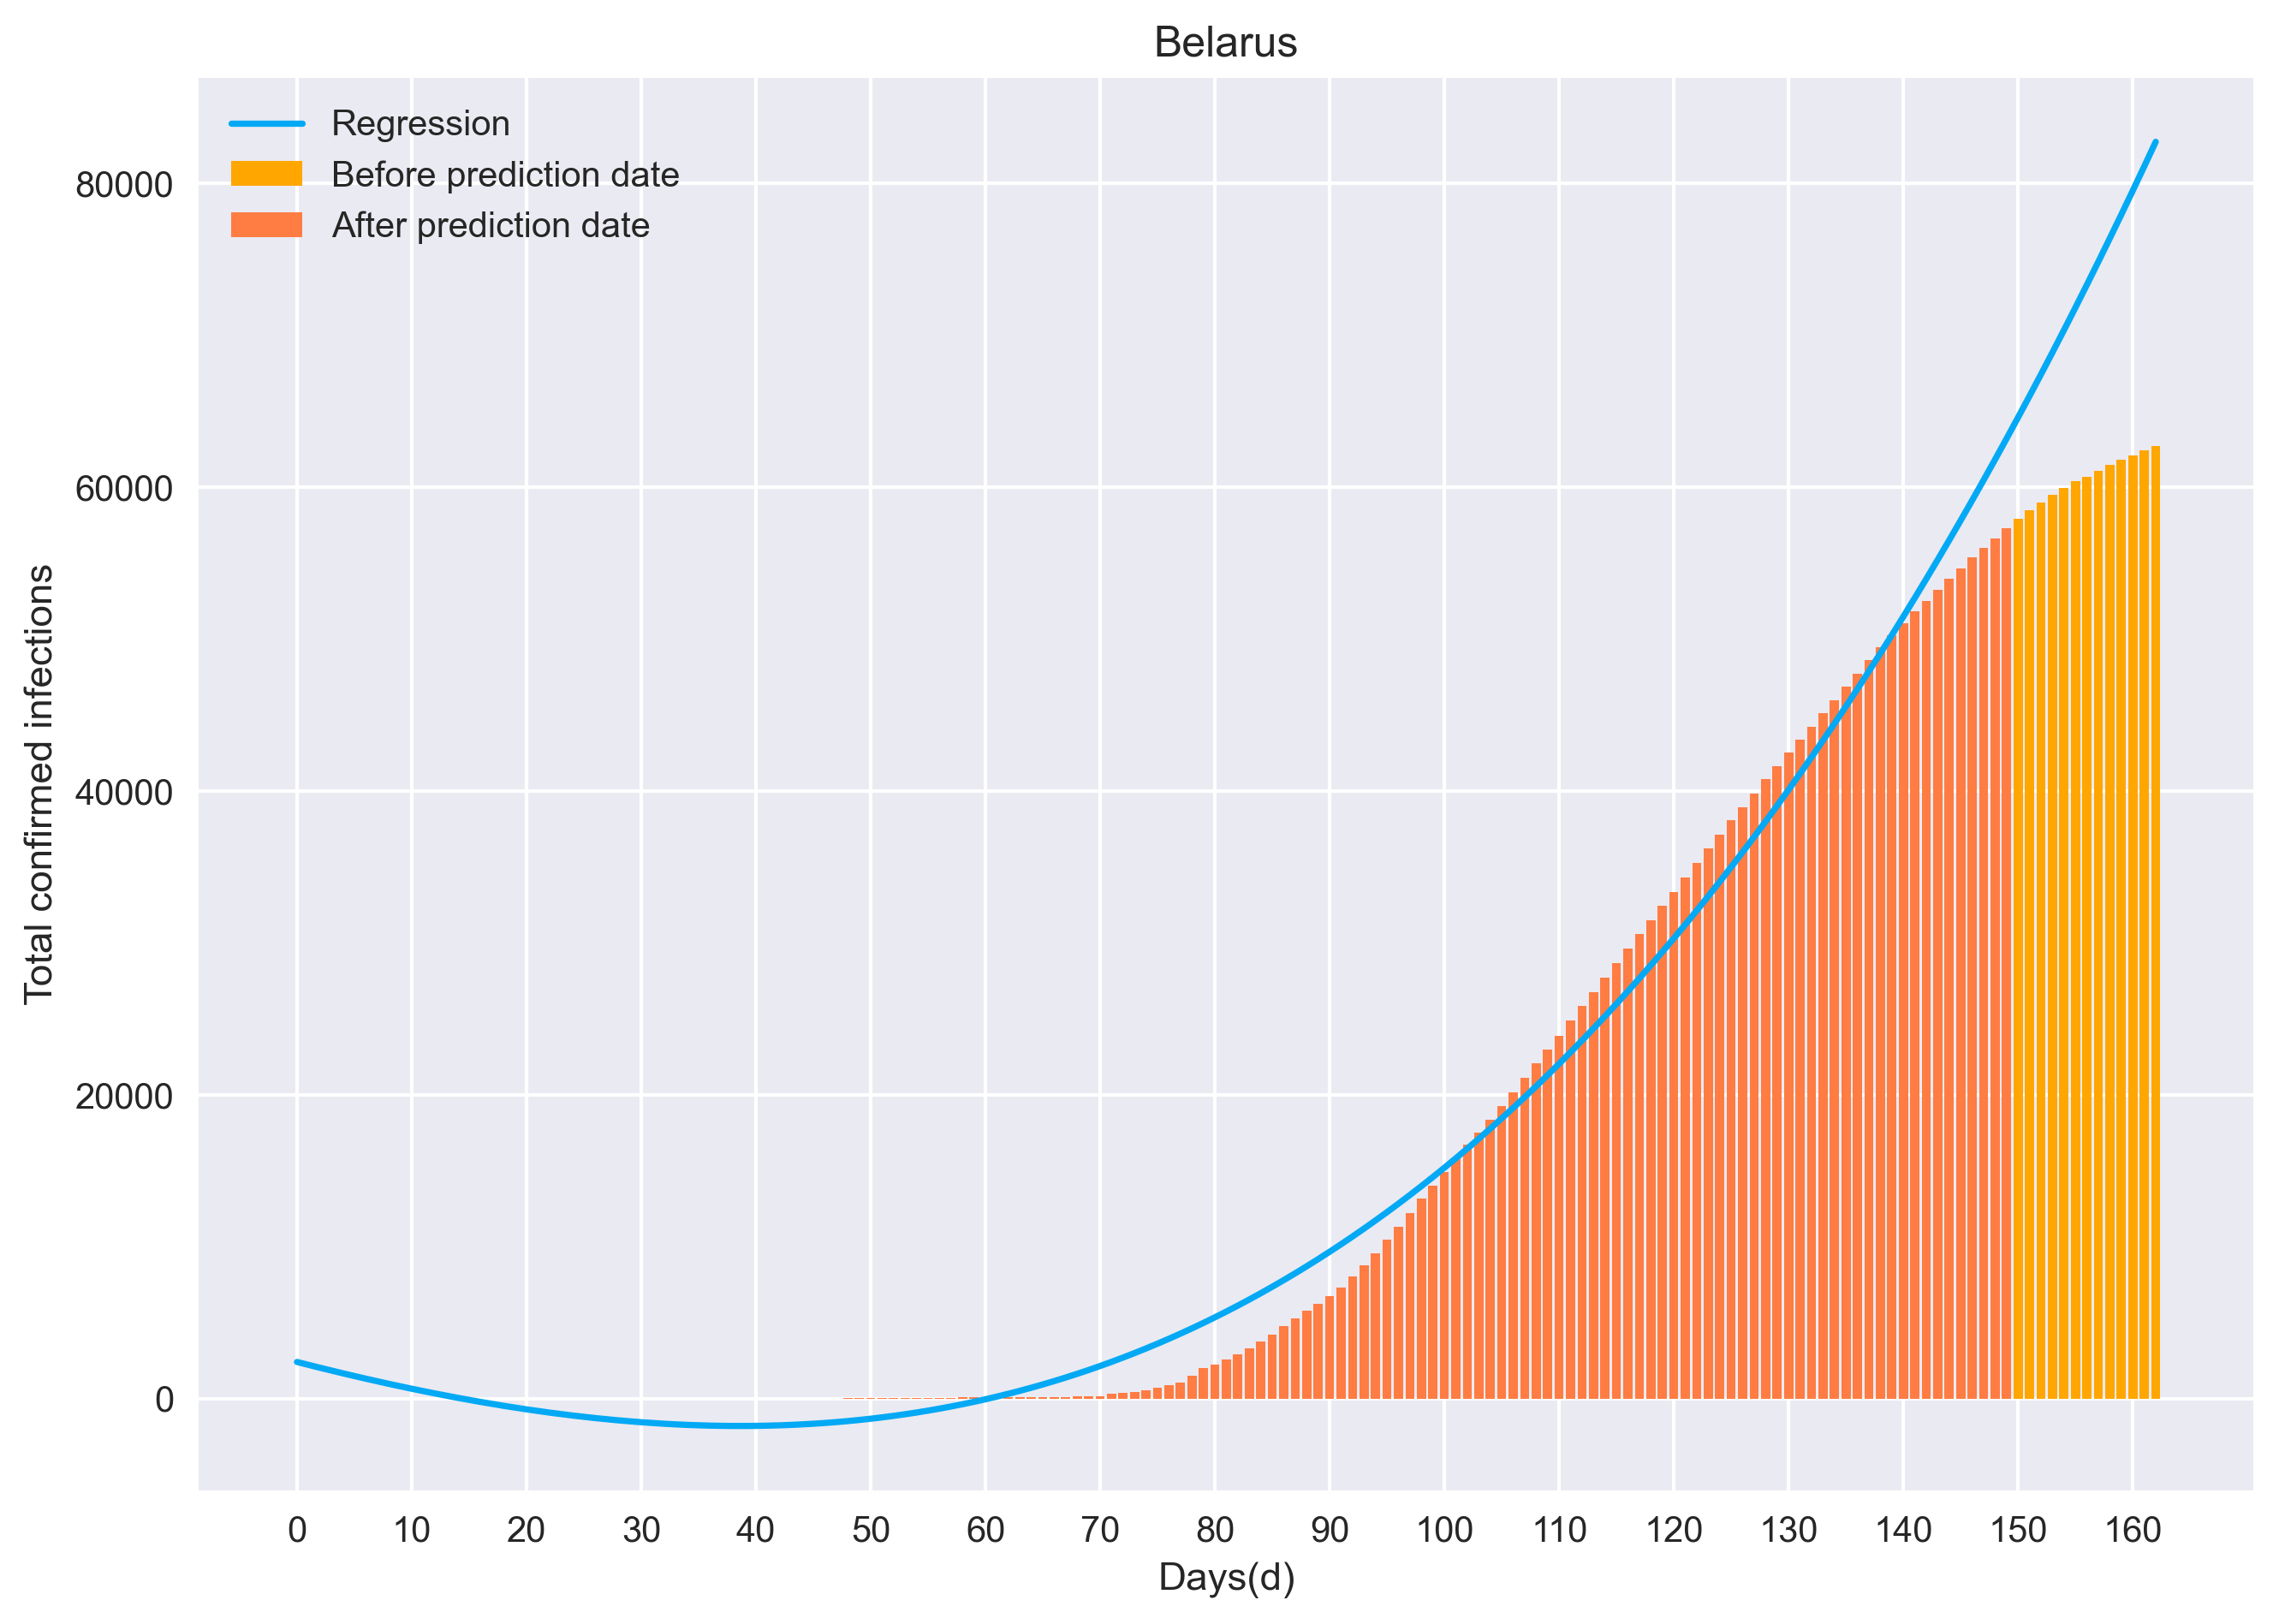 Belarus
Regression
Before prediction date
After prediction date
80000
60000
40000
20000
0
Total confirmed infections
0 10 20 30 40 50 60 70 80 90 100 110 120 130 140 150 160
Days(d)